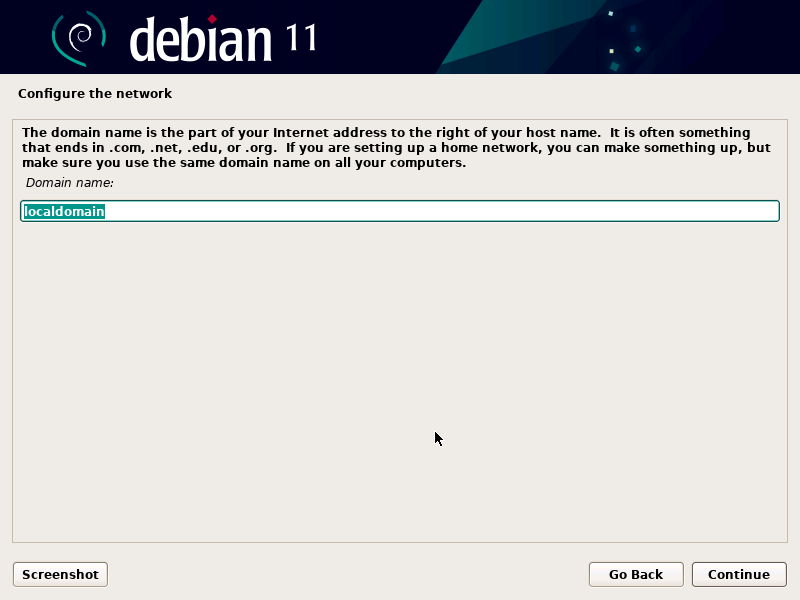 debian 11
Configure the network
The domain name is the part of your Internet address to the right of your host name.  It is often something
that ends in .com, .net, .edu, or .org.  If you are setting up a home network, you can make something up, but
make sure you use the same domain name on all your computers.
Domain name:
localdomain
Screenshot
Go Back
Continue